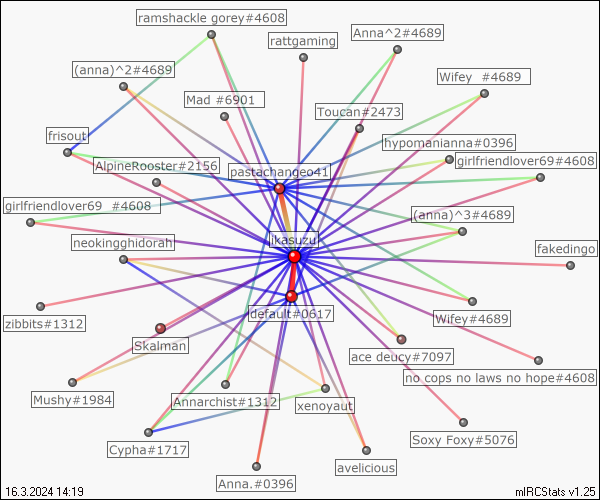 ramshackle gorey#4608
rattgaming
Anna^2#4689
(anna)^2#4689
Wifey  #4689
Mad #6901
Toucan#2473
frisout
hypomanianna#0396
AlpineRooster#2156
girlfriendlover69#4608
pastachangeo41
girlfriendlover69  #4608
(anna)^3#4689
neokingghidorah
ikasuzu
fakedingo
zibbits#1312
default#0617
Wifey#4689
Skalman
ace deucy#7097
no cops no laws no hope#4608
Mushy#1984
Annarchist#1312
xenoyaut
Cypha#1717
Soxy Foxy#5076
avelicious
Anna.#0396
16.3.2024 14:19
mIRCStats v1.25